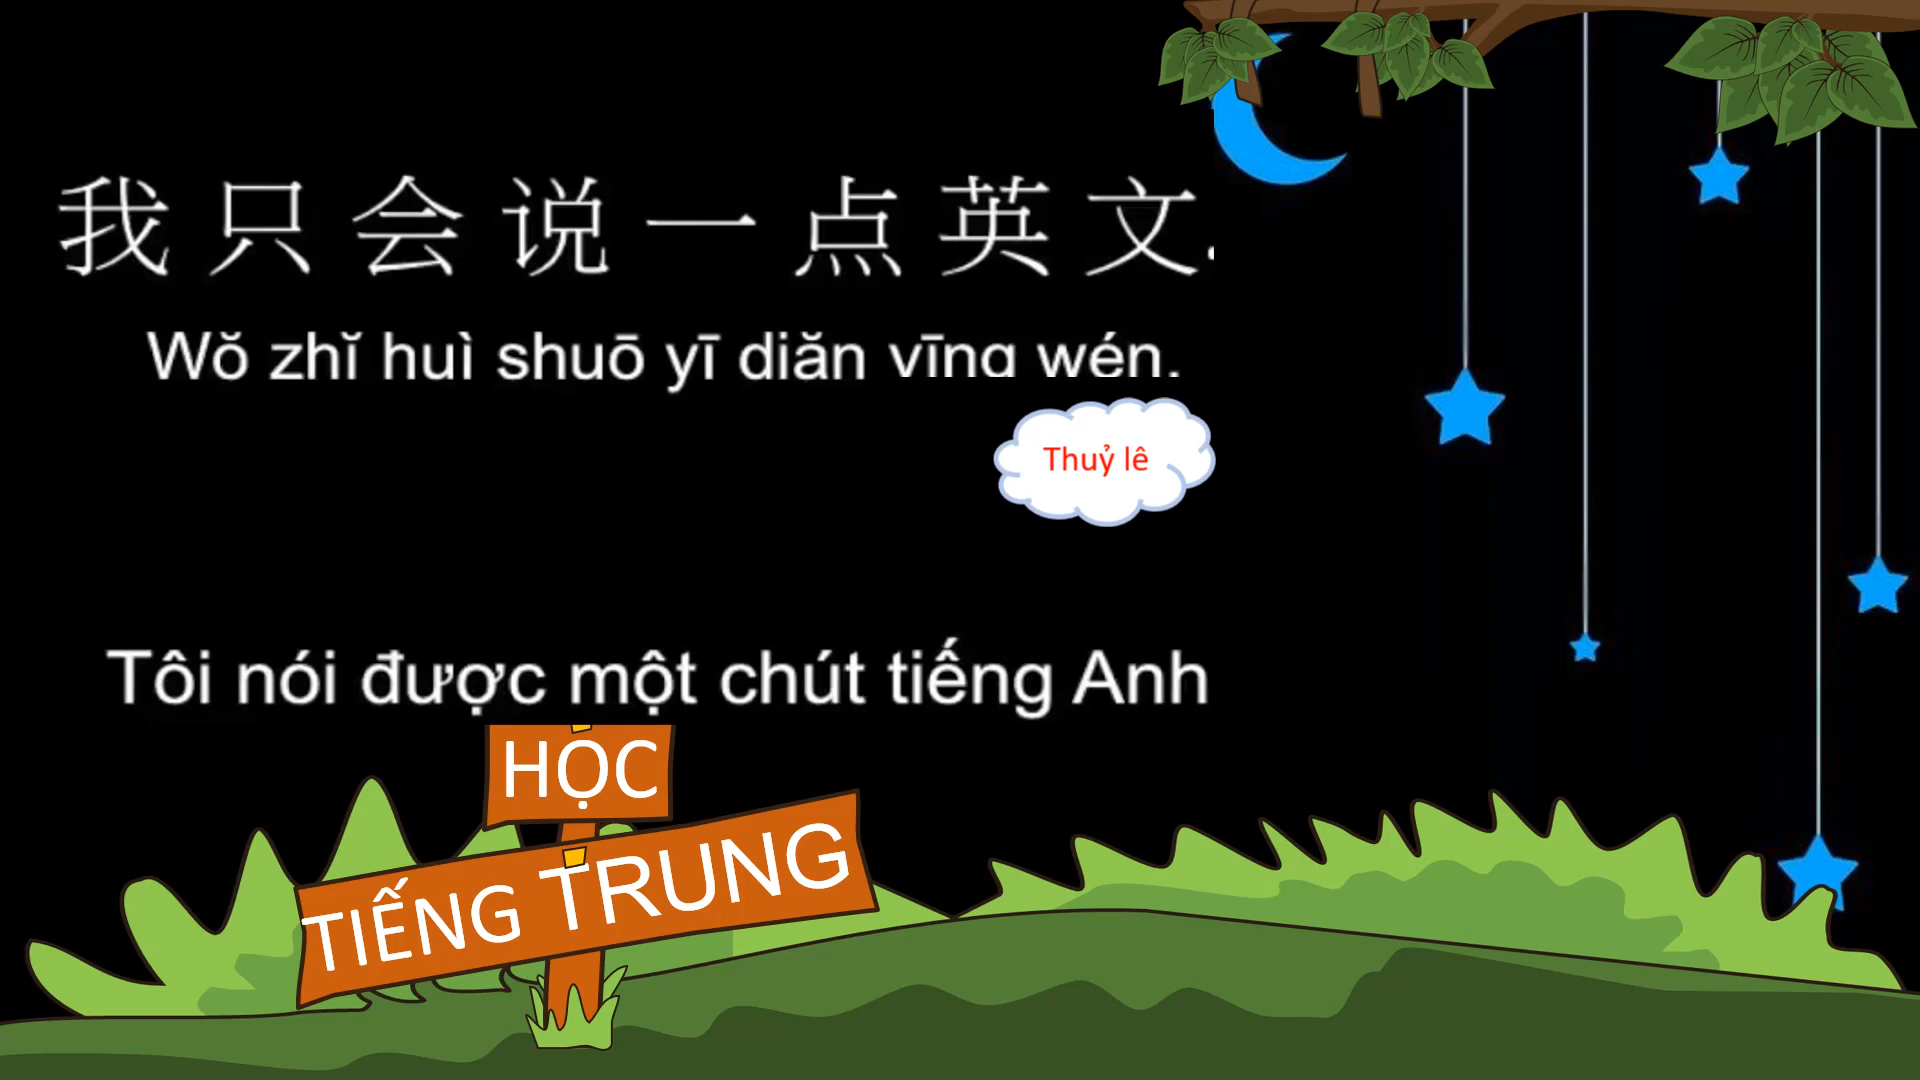 我只会说一点英文.
Wǒ zhǐ huì shuō yī diǎn yīng wén.
Thuỷ lê
Tôi nói được một chút tiếng Anh
HỌC
TIẾNG TRUNG